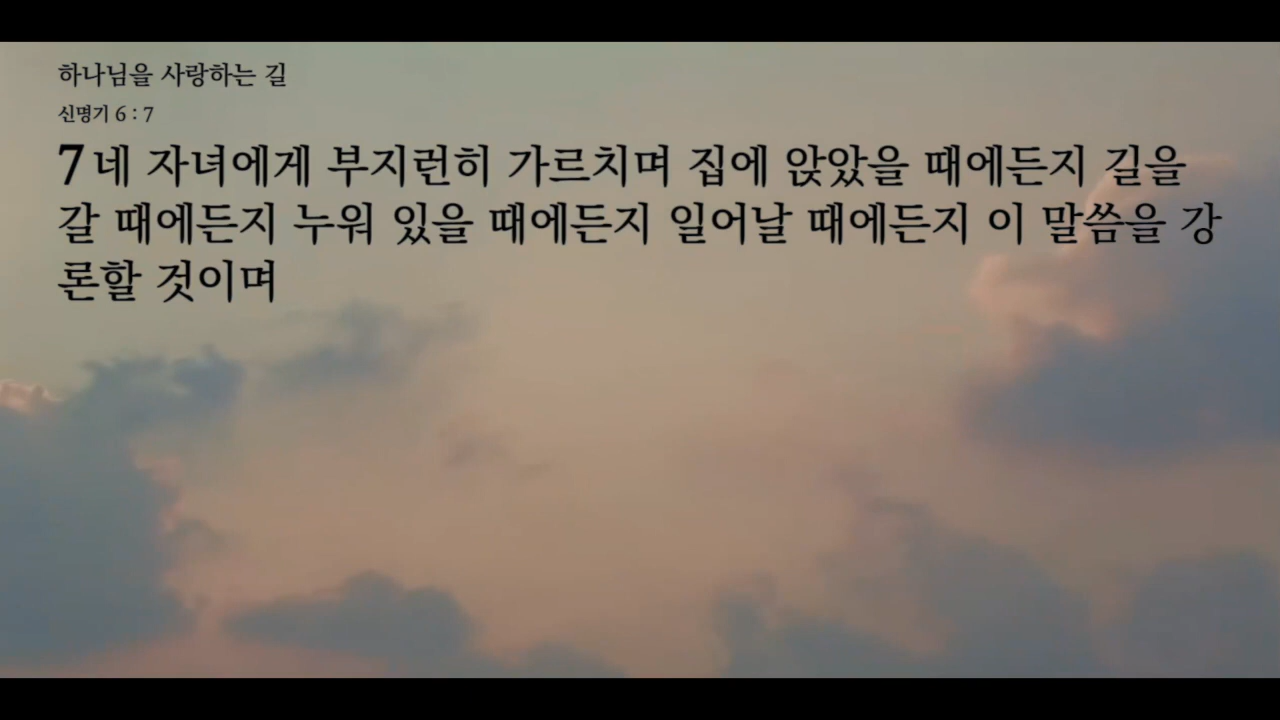 하나님을 사랑하는 길
신명기 6 : 7
7 네 자녀에게 부지런히 가르치며 집에 앉았을 때에든지 길을
갈 때에든지 누워 있을 때에든지 일어날 때에든지 이 말씀을 강
론할 것이며